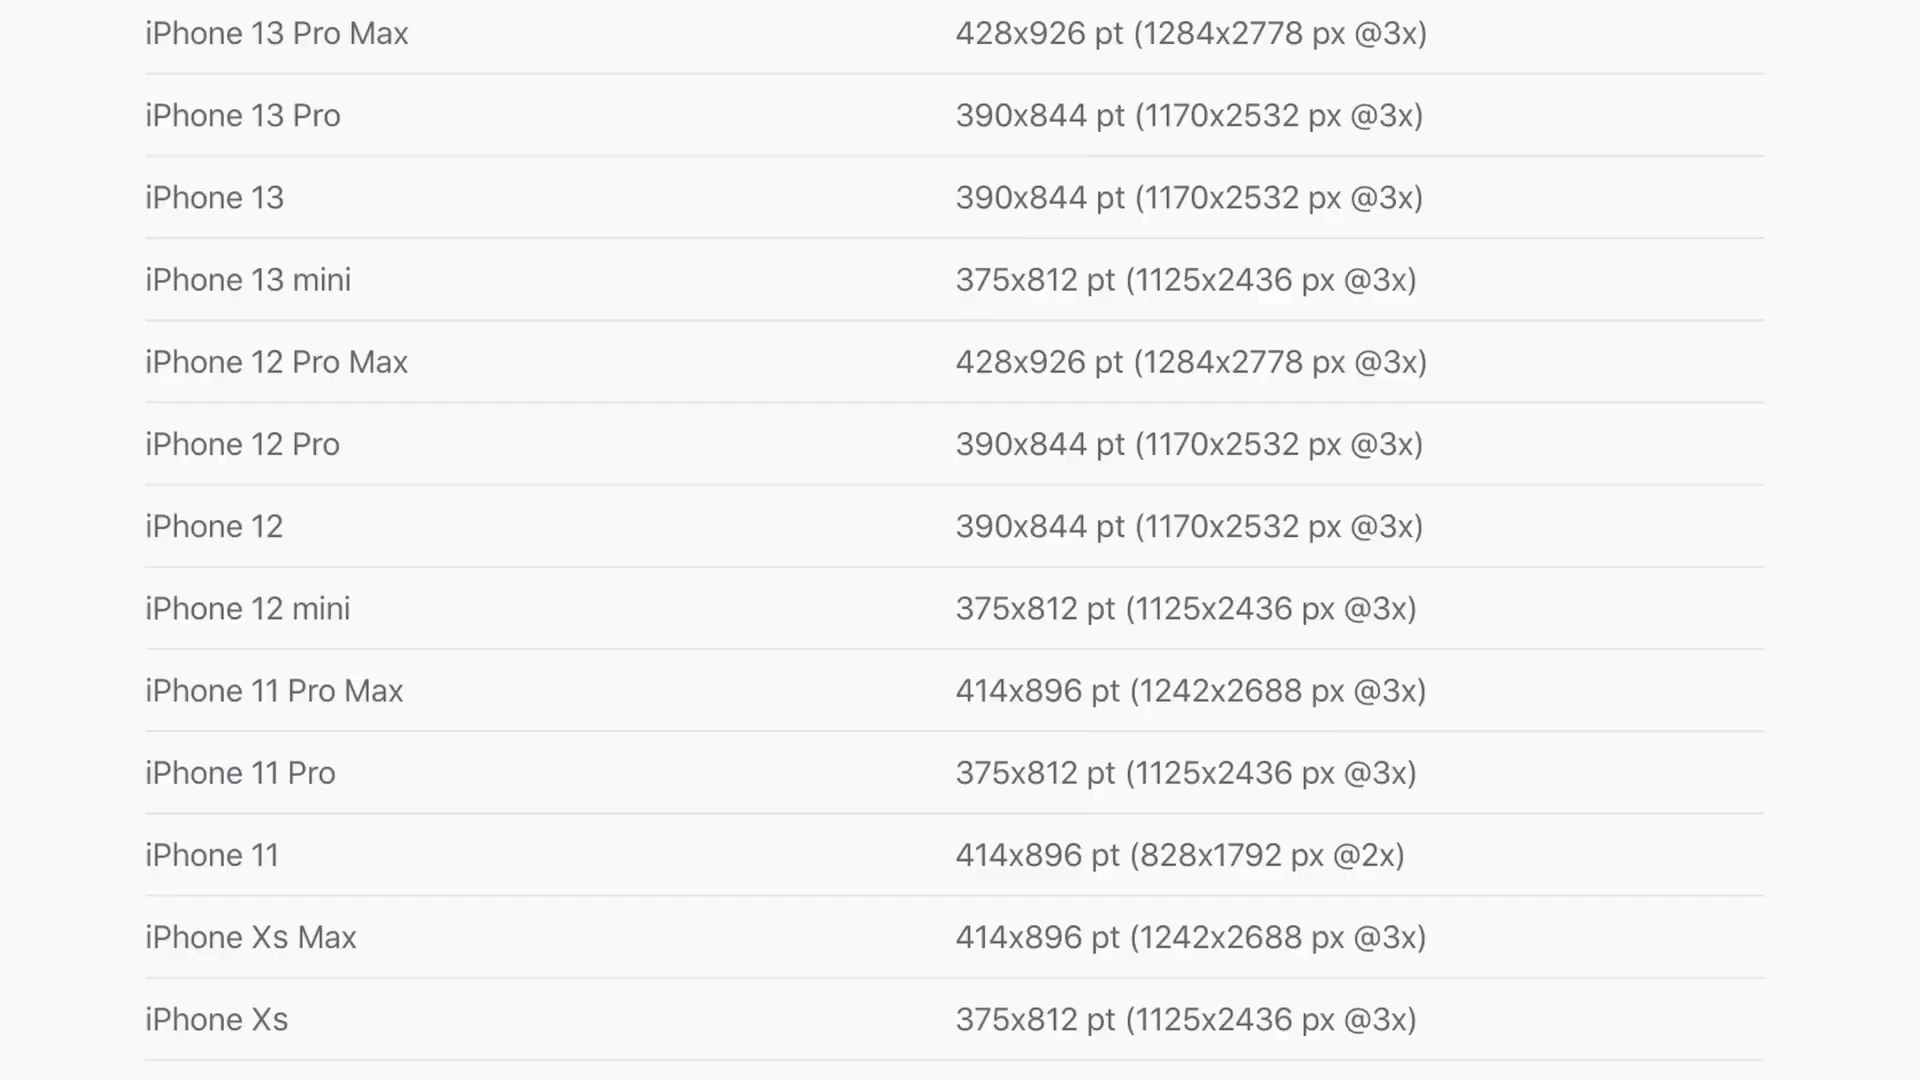 iPhone 13 Pro Max 428x926 pt (1284x2778 px @3x)
iPhone 13 Pro 390x844 pt (1170x2532 px @3x)
iPhone 13 390x844 pt (1170x2532 px @3x)
iPhone 13 mini 375x812 pt (1125x2436 px @3x)
iPhone 12 Pro Max 428x926 pt (1284x2778 px @3x)
iPhone 12 Pro 390x844 pt (1170x2532 px @3x)
iPhone 12 390x844 pt (1170x2532 px @3x)
iPhone 12 mini 375x812 pt (1125x2436 px @3x)
iPhone 11 Pro Max 414x896 pt (1242x2688 px @3x)
iPhone 11 Pro 375x812 pt (1125x2436 px @3x)
iPhone 11 414x896 pt (828x1792 px @2x)
iPhone Xs Max 414x896 pt (1242x2688 px @3x)
iPhone Xs 375x812 pt (1125x2436 px @3x)